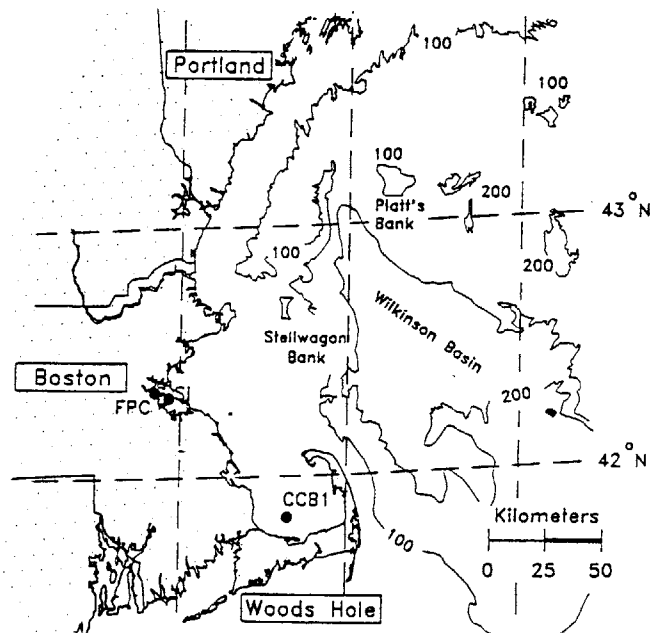 100
Portland
100
100
200
43°N
Platt's
Bank
100
200
Stellwagon
Bank
Wilkinson Basin
Boston
FPC
200
42°N
CCB1
Kilometers
100
0 25 50
Woods Hole